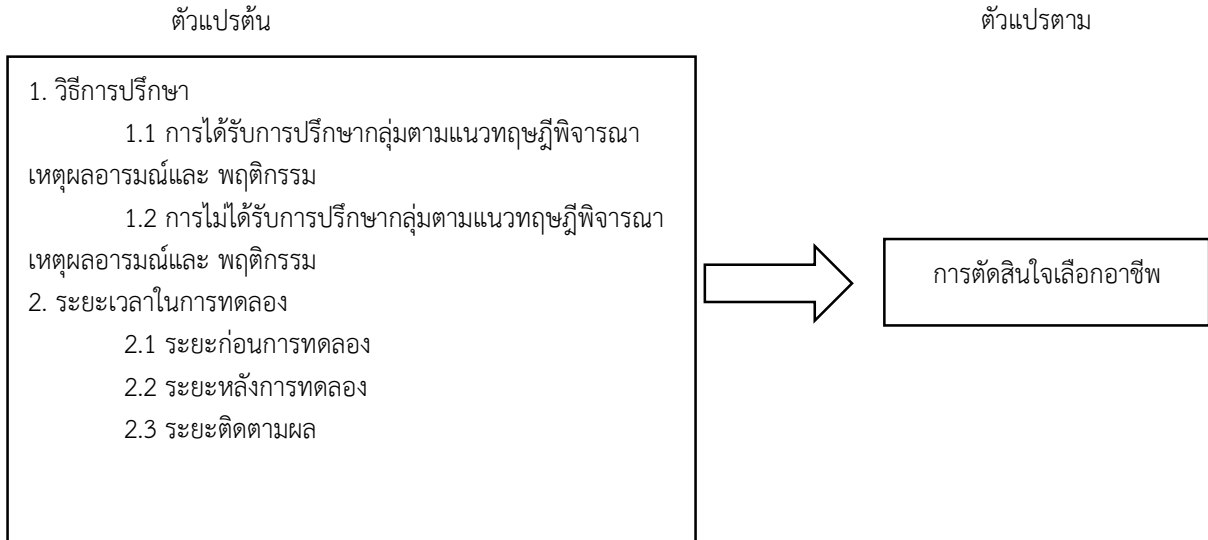 ตัวแปรต้น
ตัวแปรตาม
1. วิธีการปรึกษา
1.1 การได้รับการปรึกษากลุ่มตามแนวทฤษฎีพิจารณา
เหตุผลอารมณ์และ พฤติกรรม
1.2 การไม่ได้รับการปรึกษากลุ่มตามแนวทฤษฎีพิจารณา
เหตุผลอารมณ์และ พฤติกรรม
2. ระยะเวลาในการทดลอง
2.1 ระยะก่อนการทดลอง
2.2 ระยะหลังการทดลอง
2.3 ระยะติดตามผล
การตัดสินใจเลือกอาชีพ